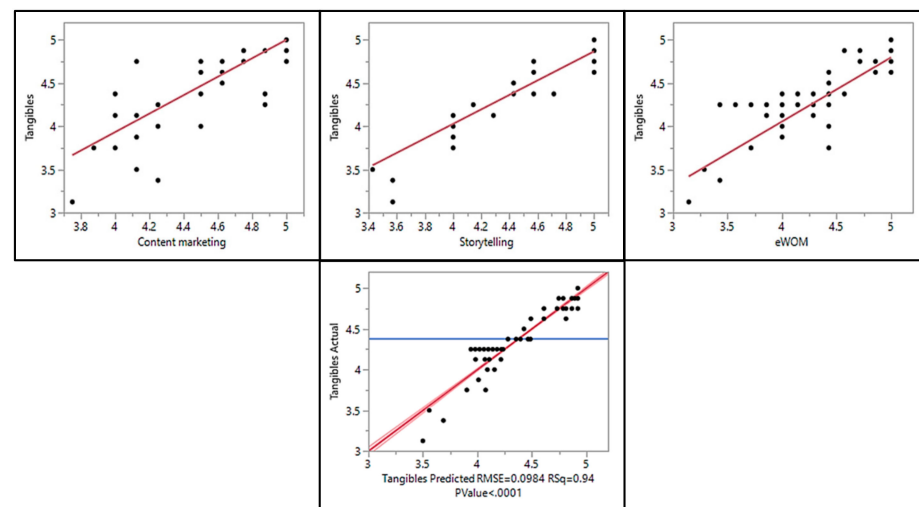 5
4.5
4
3.5
3
Tangibles
3.8 4 4.2 4.4 4.6 4.8 5
Content marketing
5
4.5
4
3.5
3
Tangibles
3.4 3.6 3.8 4 4.2 4.4 4.6 4.8 5
Storytelling
5
4.5
4
3.5
3
Tangibles
3 3.5 4 4.5 5
eWOM
5
4.5
4
3.5
3
Tangibles Actual
3 3.5 4 4.5 5
Tangibles Predicted RMSE=0.0984 RSq=0.94
PValue<.0001